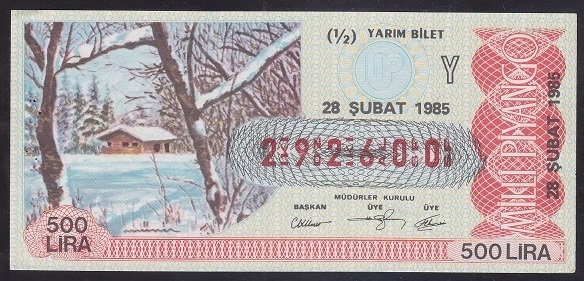 (½) YARIM BİLET
Y
28 ŞUBAT 1985
292600
MÜDÜRLER KURULU
BAŞKAN ÜYE ÜYE
500
LİRA
500 LİRA
MİLLİ PİYANGO
28 ŞUBAT 1985